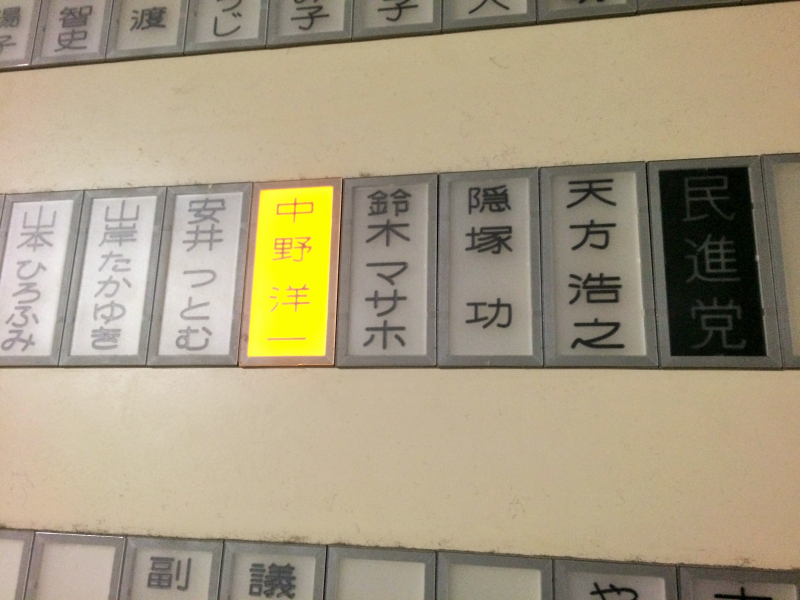 智史
渡
民進党
天方浩之
隠塚功
鈴木マサホ
中野洋一
安井つとむ
山岸たかゆき
山本ひろふみ
議
副